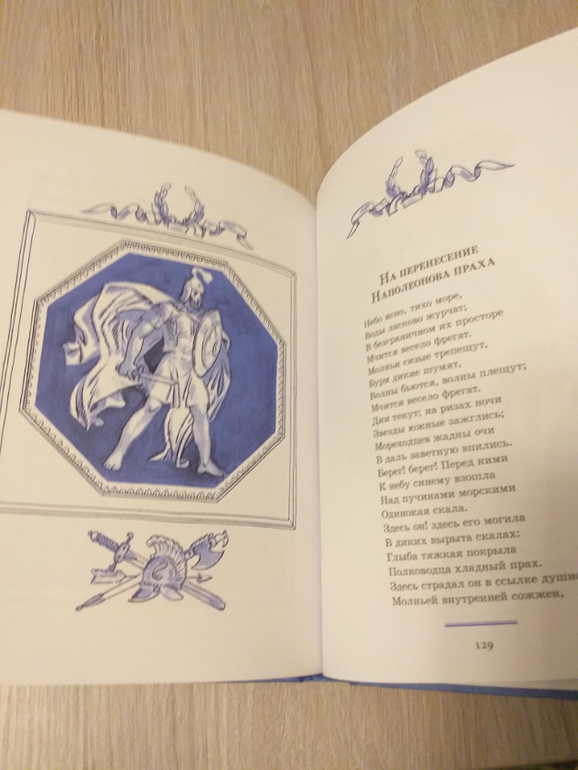 На перенесение
Наполеонова праха
Небо ясно, тихо море,
Воды ласково журчат;
В безграничном их просторе
Мчится весело фрегат.
Молньи сизые трепещут,
Бури дикие шумят,
Волны бьются, волны плещут;
Мчится весело фрегат.
Дни текут; на ризах ночи
Звезды южные зажглись;
Мореходцев жадны очи
В даль заветную впились.
Берег! берег! Перед ними
К небу синему взошла
Над пучинами морскими
Одинокая скала.
Здесь он! здесь его могила
В диких вырыта скалах:
Глыба тяжкая покрыла
Полководца хладный прах.
Здесь страдал он в ссылке душно
Молньей внутренней сожжен,
129